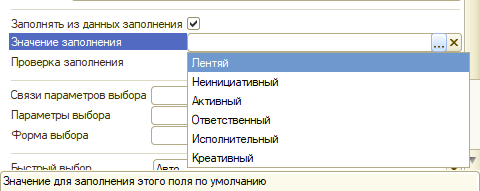 Заполнять из данных заполнения
Значение заполнения ...
Проверка заполнения
Лентяй
Неинициативный
Активный
Ответственный
Исполнительный
Креативный
Связи параметров выбора
Параметры выбора
Форма выбора
Быстрый выбор Авто
Значение для заполнения этого поля по умолчанию